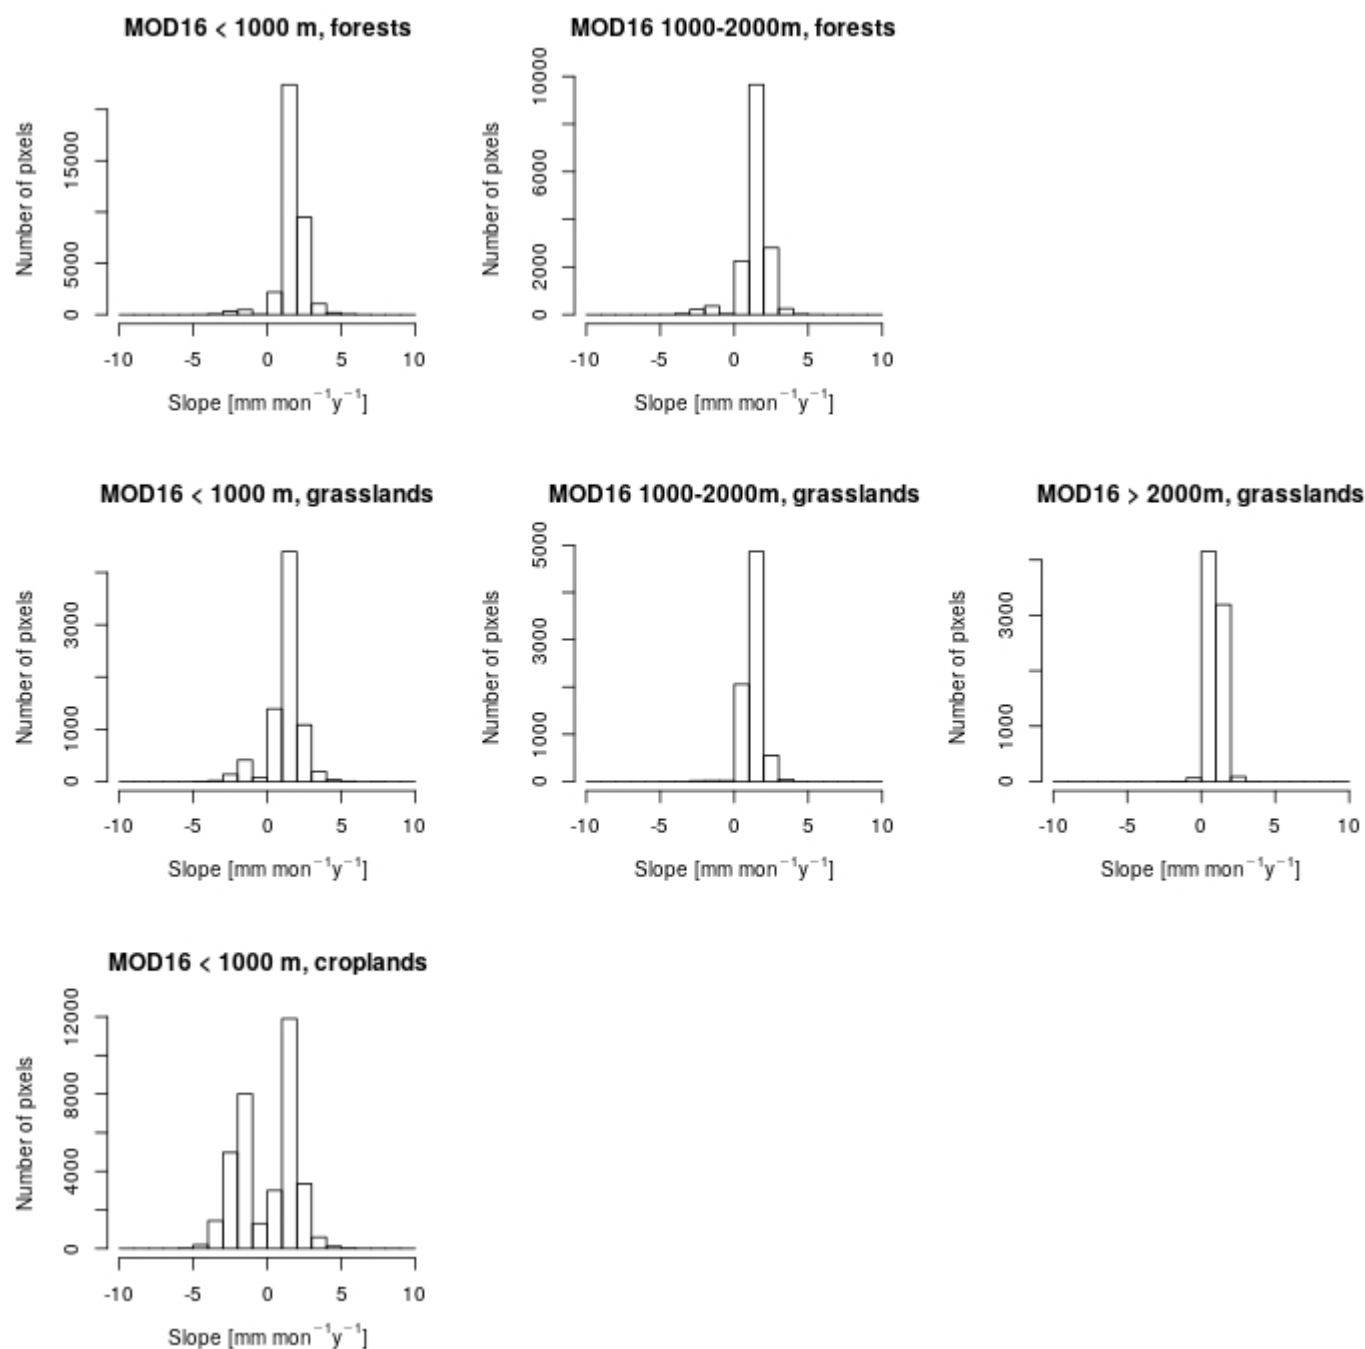 MOD16 < 1000 m, forests
Number of pixels
15000
5000
0
-10 -5 0 5 10
Slope [mm mon⁻¹y⁻¹]
MOD16 1000-2000m, forests
Number of pixels
10000
6000
2000
0
-10 -5 0 5 10
Slope [mm mon⁻¹y⁻¹]
MOD16 < 1000 m, grasslands
Number of pixels
3000
1000
0
-10 -5 0 5 10
Slope [mm mon⁻¹y⁻¹]
MOD16 1000-2000m, grasslands
Number of pixels
5000
3000
1000
0
-10 -5 0 5 10
Slope [mm mon⁻¹y⁻¹]
MOD16 > 2000m, grasslands
Number of pixels
3000
1000
0
-10 -5 0 5 10
Slope [mm mon⁻¹y⁻¹]
MOD16 < 1000 m, croplands
Number of pixels
12000
8000
4000
0
-10 -5 0 5 10
Slope [mm mon⁻¹y⁻¹]